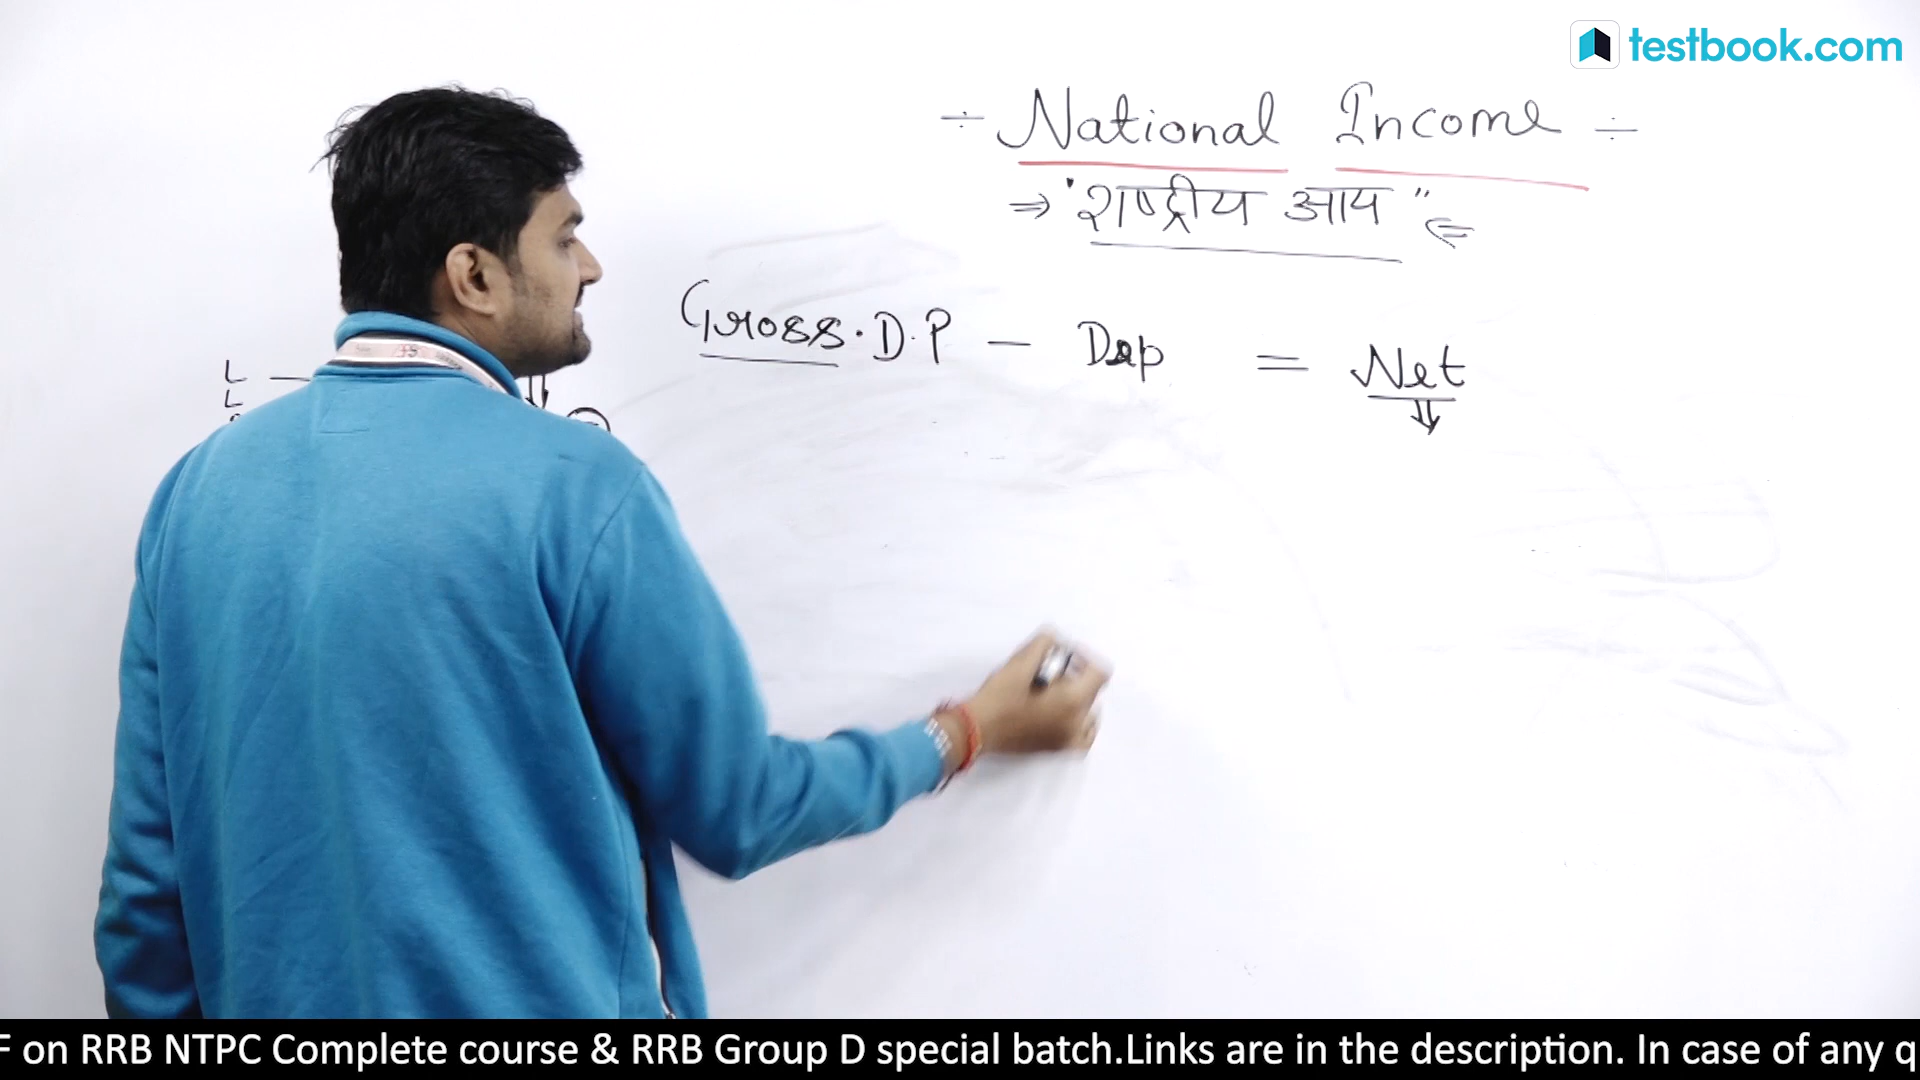 testbook.com
÷ National Income ÷
⇒ "राष्ट्रीय आय" ⇐
Gross. D.P - Dep = Net
L
L
F on RRB NTPC Complete course & RRB Group D special batch.Links are in the description. In case of any q